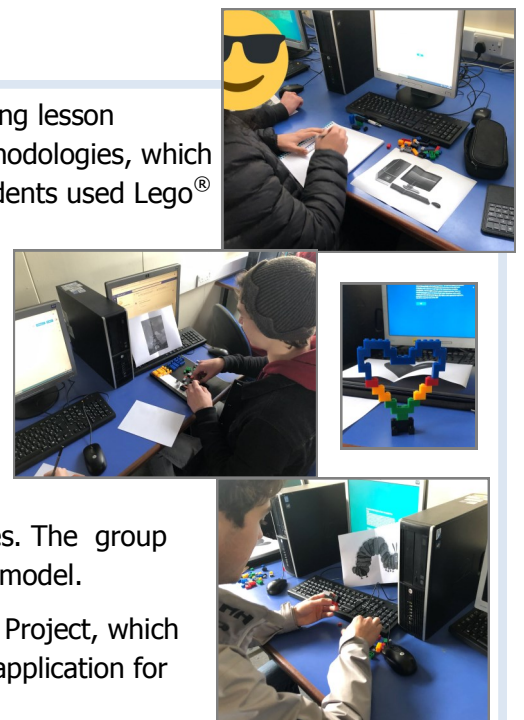 ng lesson
nodologies, which
dents used Lego®
es. The group
model.
Project, which
application for